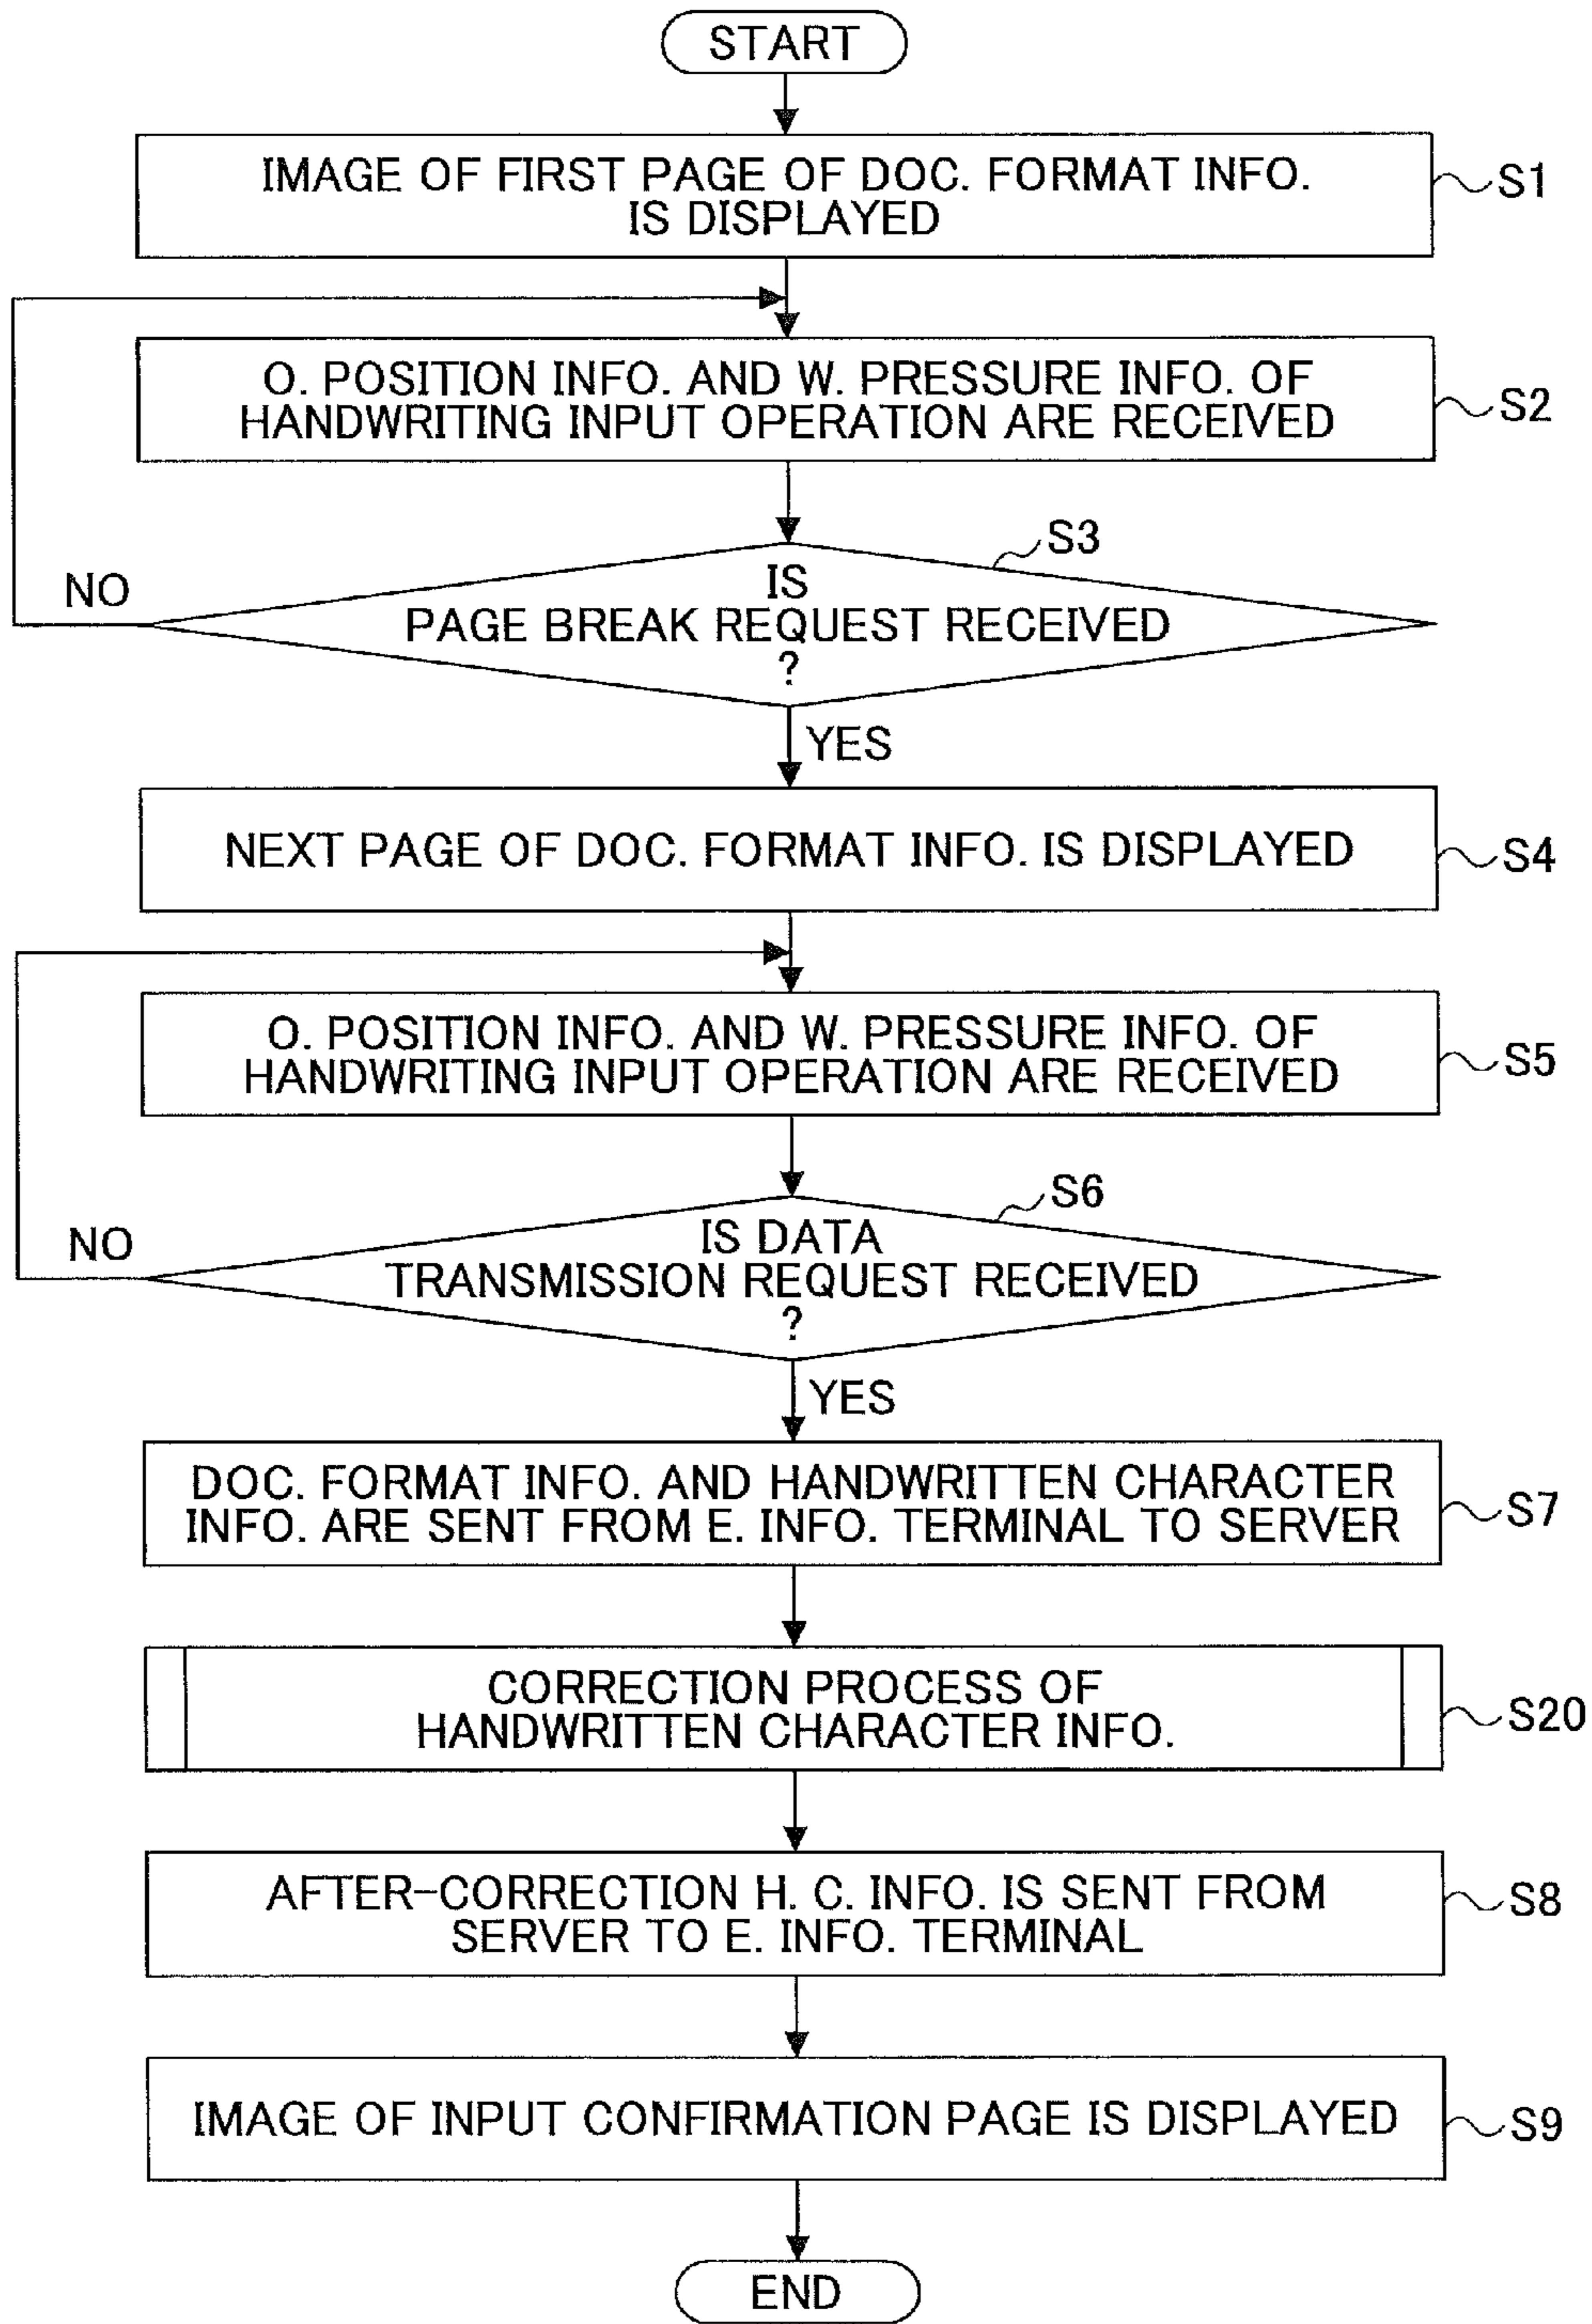 START
IMAGE OF FIRST PAGE OF DOC. FORMAT INFO.
IS DISPLAYED
S1
O. POSITION INFO. AND W. PRESSURE INFO. OF
HANDWRITING INPUT OPERATION ARE RECEIVED
S2
S3
NO
IS
PAGE BREAK REQUEST RECEIVED
?
YES
NEXT PAGE OF DOC. FORMAT INFO. IS DISPLAYED
S4
O. POSITION INFO. AND W. PRESSURE INFO. OF
HANDWRITING INPUT OPERATION ARE RECEIVED
S5
S6
NO
IS DATA
TRANSMISSION REQUEST RECEIVED
?
YES
DOC. FORMAT INFO. AND HANDWRITTEN CHARACTER
INFO. ARE SENT FROM E. INFO. TERMINAL TO SERVER
S7
CORRECTION PROCESS OF
HANDWRITTEN CHARACTER INFO.
S20
AFTER-CORRECTION H. C. INFO. IS SENT FROM
SERVER TO E. INFO. TERMINAL
S8
IMAGE OF INPUT CONFIRMATION PAGE IS DISPLAYED
S9
END